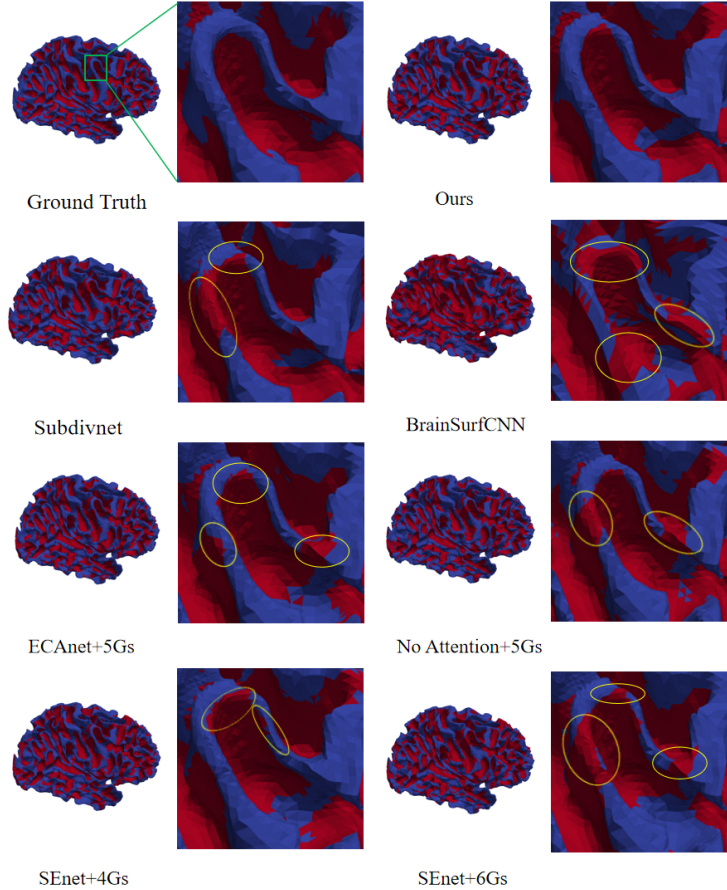 Ground Truth
Ours
Subdivnet
BrainSurfCNN
ECAnet+5Gs
No Attention+5Gs
SEnet+4Gs
SEnet+6Gs